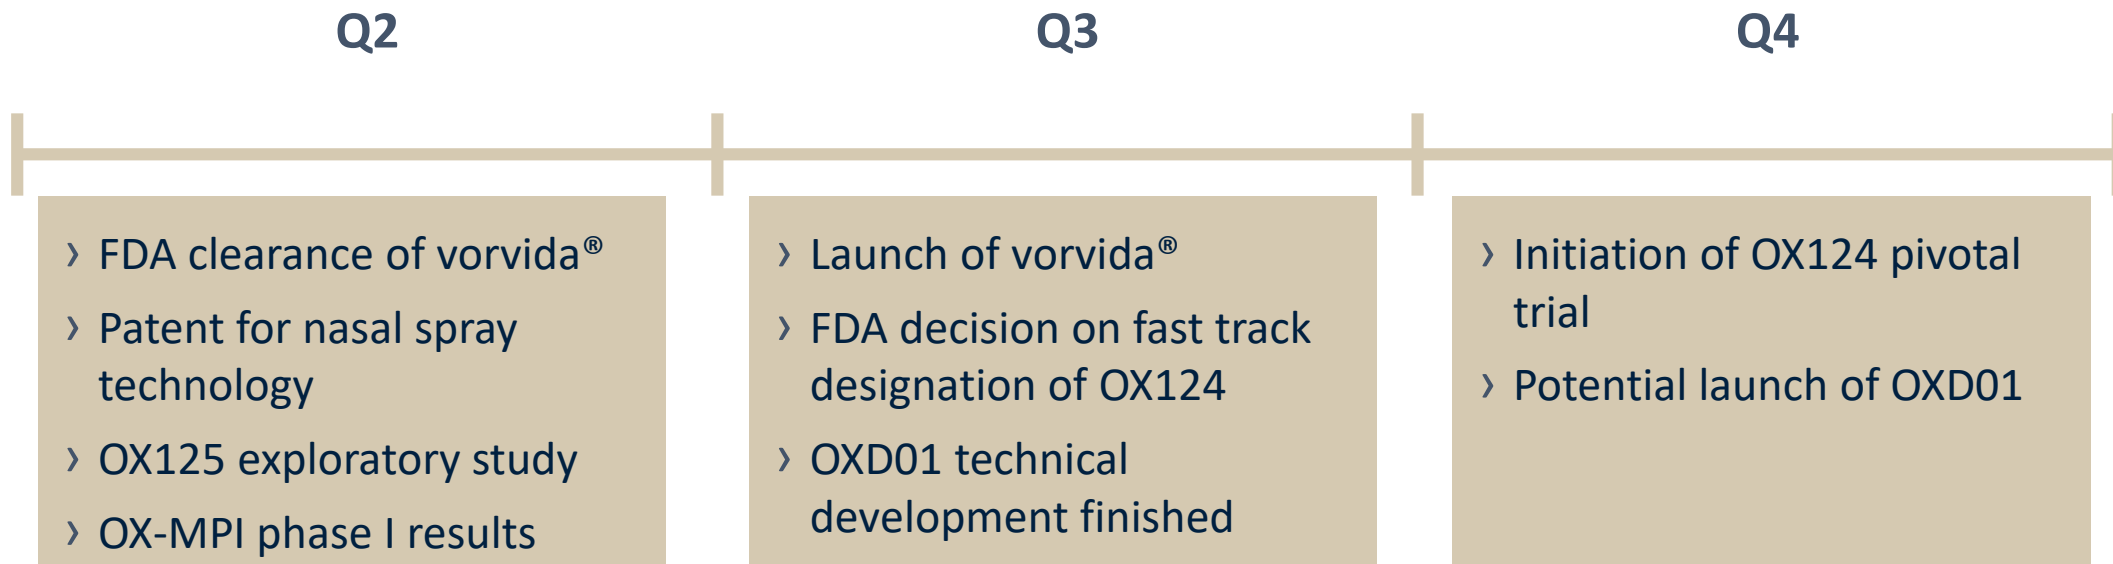 Q2
Q3
Q4
› FDA clearance of vorvida®
› Patent for nasal spray
technology
› OX125 exploratory study
› OX-MPI phase I results
› Launch of vorvida®
› FDA decision on fast track
designation of OX124
› OXD01 technical
development finished
› Initiation of OX124 pivotal
trial
› Potential launch of OXD01